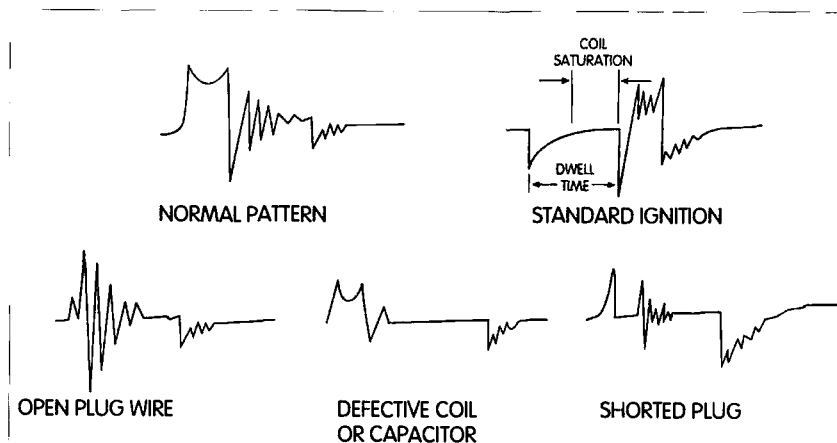 COIL
SATURATION
DWELL
TIME
NORMAL PATTERN
STANDARD IGNITION
OPEN PLUG WIRE
DEFECTIVE COIL
OR CAPACITOR
SHORTED PLUG